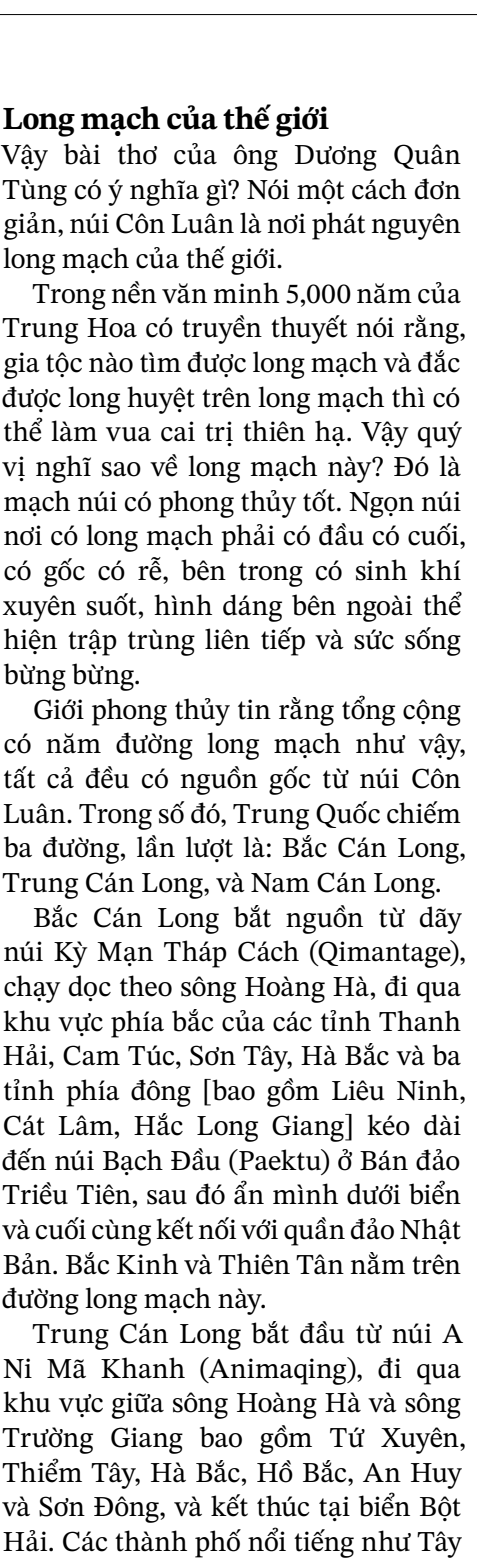 Long mạch của thế giới
Vậy bài thơ của ông Dương Quân
Tùng có ý nghĩa gì? Nói một cách đơn
giản, núi Côn Luân là nơi phát nguyên
long mạch của thế giới.
Trong nền văn minh 5,000 năm của
Trung Hoa có truyền thuyết nói rằng,
gia tộc nào tìm được long mạch và đắc
được long huyệt trên long mạch thì có
thể làm vua cai trị thiên hạ. Vậy quý
vị nghĩ sao về long mạch này? Đó là
mạch núi có phong thủy tốt. Ngọn núi
nơi có long mạch phải có đầu có cuối,
có gốc có rễ, bên trong có sinh khí
xuyên suốt, hình dáng bên ngoài thể
hiện trập trùng liên tiếp và sức sống
bừng bừng.
Giới phong thủy tin rằng tổng cộng
có năm đường long mạch như vậy,
tất cả đều có nguồn gốc từ núi Côn
Luân. Trong số đó, Trung Quốc chiếm
ba đường, lần lượt là: Bắc Cán Long,
Trung Cán Long, và Nam Cán Long.
Bắc Cán Long bắt nguồn từ dãy
núi Kỳ Mạn Tháp Cách (Qimantage),
chạy dọc theo sông Hoàng Hà, đi qua
khu vực phía bắc của các tỉnh Thanh
Hải, Cam Túc, Sơn Tây, Hà Bắc và ba
tỉnh phía đông [bao gồm Liêu Ninh,
Cát Lâm, Hắc Long Giang] kéo dài
đến núi Bạch Đầu (Paektu) ở Bán đảo
Triều Tiên, sau đó ẩn mình dưới biển
và cuối cùng kết nối với quần đảo Nhật
Bản. Bắc Kinh và Thiên Tân nằm trên
đường long mạch này.
Trung Cán Long bắt đầu từ núi A
Ni Mã Khanh (Animaqing), đi qua
khu vực giữa sông Hoàng Hà và sông
Trường Giang bao gồm Tứ Xuyên,
Thiểm Tây, Hà Bắc, Hồ Bắc, An Huy
và Sơn Đông, và kết thúc tại biển Bột
Hải. Các thành phố nổi tiếng như Tây